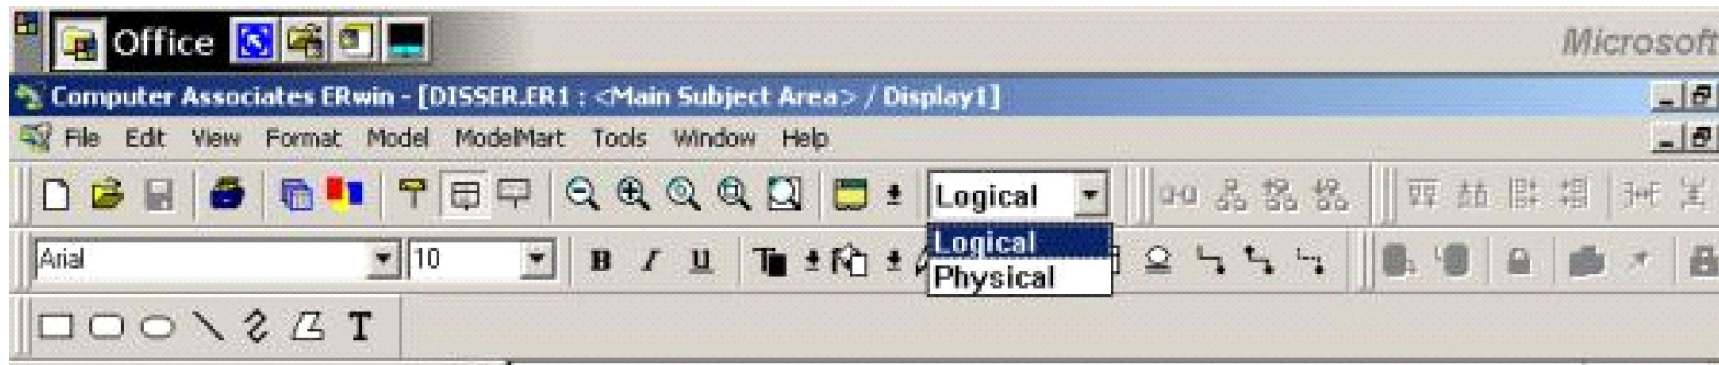 Office
Microsoft
Computer Associates ERwin - [DISSER.ER1 : <Main Subject Area> / Display1]
File Edit View Format Model ModelMart Tools Window Help
Logical
Logical
Physical
Arial 10 B I U T
T